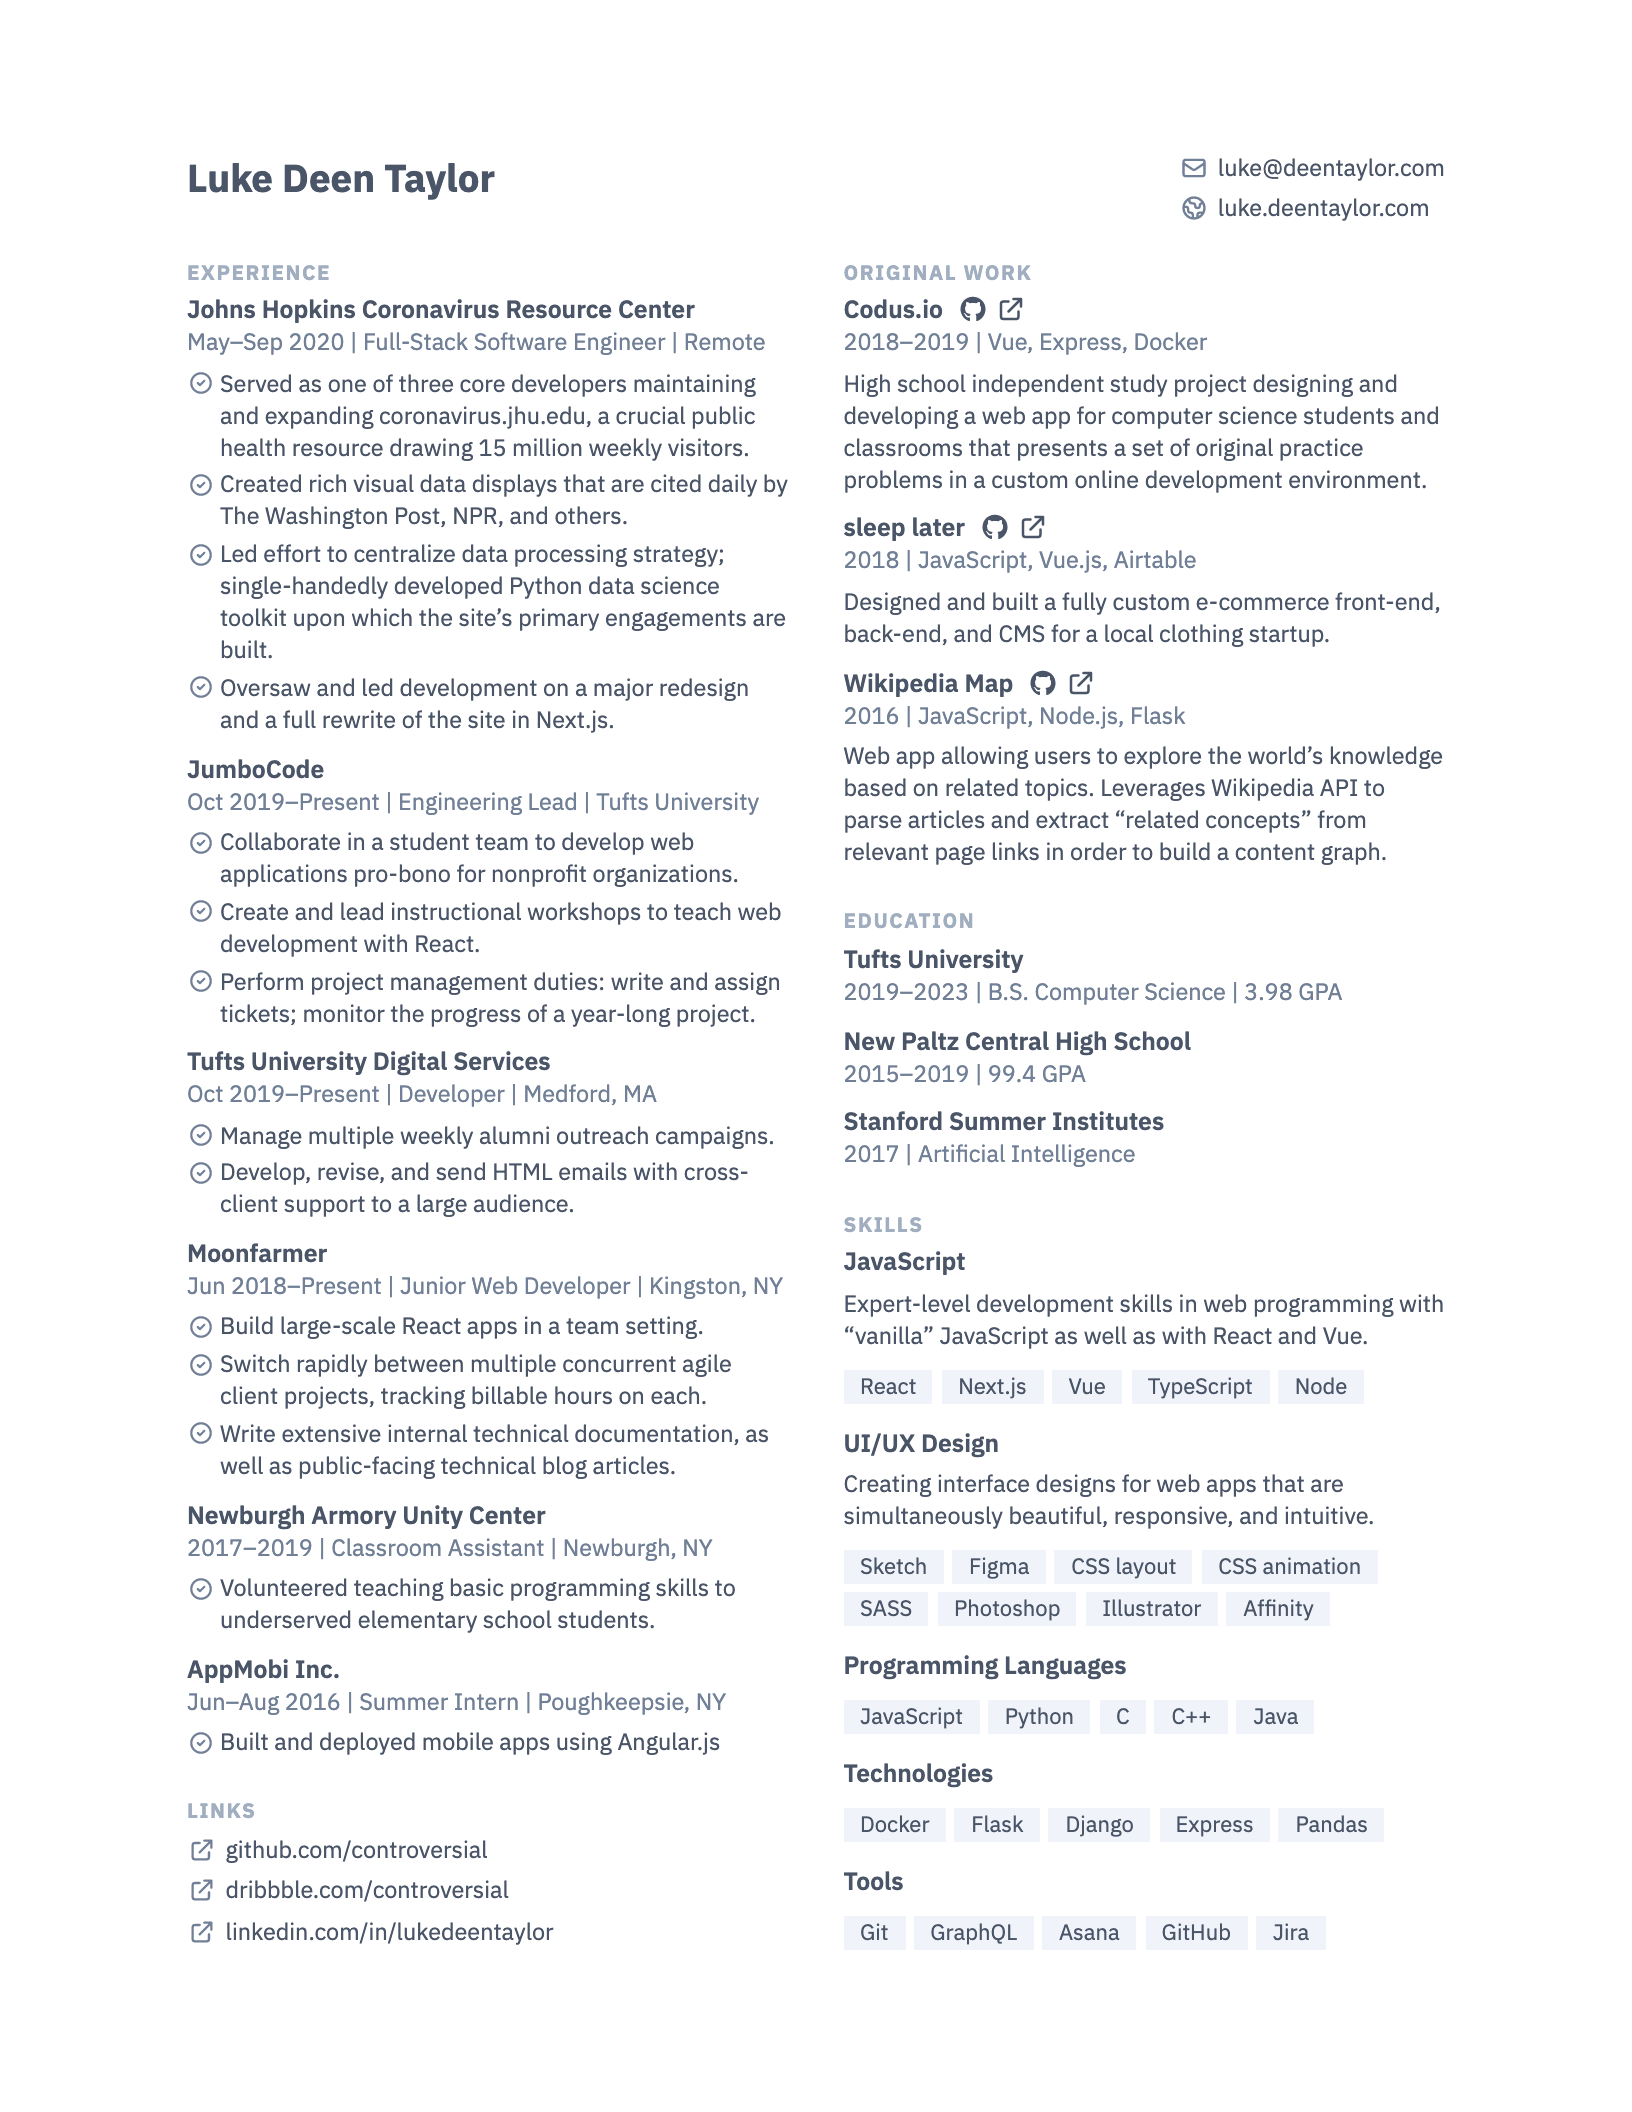 Luke Deen Taylor
luke@deentaylor.com
luke.deentaylor.com
EXPERIENCE
Johns Hopkins Coronavirus Resource Center
May–Sep 2020 | Full-Stack Software Engineer | Remote
Served as one of three core developers maintaining
and expanding coronavirus.jhu.edu, a crucial public
health resource drawing 15 million weekly visitors.
Created rich visual data displays that are cited daily by
The Washington Post, NPR, and others.
Led effort to centralize data processing strategy;
single-handedly developed Python data science
toolkit upon which the site’s primary engagements are
built.
Oversaw and led development on a major redesign
and a full rewrite of the site in Next.js.
JumboCode
Oct 2019–Present | Engineering Lead | Tufts University
Collaborate in a student team to develop web
applications pro-bono for nonprofit organizations.
Create and lead instructional workshops to teach web
development with React.
Perform project management duties: write and assign
tickets; monitor the progress of a year-long project.
Tufts University Digital Services
Oct 2019–Present | Developer | Medford, MA
Manage multiple weekly alumni outreach campaigns.
Develop, revise, and send HTML emails with cross-
client support to a large audience.
Moonfarmer
Jun 2018–Present | Junior Web Developer | Kingston, NY
Build large-scale React apps in a team setting.
Switch rapidly between multiple concurrent agile
client projects, tracking billable hours on each.
Write extensive internal technical documentation, as
well as public-facing technical blog articles.
Newburgh Armory Unity Center
2017–2019 | Classroom Assistant | Newburgh, NY
Volunteered teaching basic programming skills to
underserved elementary school students.
AppMobi Inc.
Jun–Aug 2016 | Summer Intern | Poughkeepsie, NY
Built and deployed mobile apps using Angular.js
LINKS
github.com/controversial
dribbble.com/controversial
linkedin.com/in/lukedeentaylor
ORIGINAL WORK
Codus.io
2018–2019 | Vue, Express, Docker
High school independent study project designing and
developing a web app for computer science students and
classrooms that presents a set of original practice
problems in a custom online development environment.
sleep later
2018 | JavaScript, Vue.js, Airtable
Designed and built a fully custom e-commerce front-end,
back-end, and CMS for a local clothing startup.
Wikipedia Map
2016 | JavaScript, Node.js, Flask
Web app allowing users to explore the world’s knowledge
based on related topics. Leverages Wikipedia API to
parse articles and extract “related concepts” from
relevant page links in order to build a content graph.
EDUCATION
Tufts University
2019–2023 | B.S. Computer Science | 3.98 GPA
New Paltz Central High School
2015–2019 | 99.4 GPA
Stanford Summer Institutes
2017 | Artificial Intelligence
SKILLS
JavaScript
Expert-level development skills in web programming with
“vanilla” JavaScript as well as with React and Vue.
React Next.js Vue TypeScript Node
UI/UX Design
Creating interface designs for web apps that are
simultaneously beautiful, responsive, and intuitive.
Sketch Figma CSS layout CSS animation
SASS Photoshop Illustrator Affinity
Programming Languages
JavaScript Python C C++ Java
Technologies
Docker Flask Django Express Pandas
Tools
Git GraphQL Asana GitHub Jira